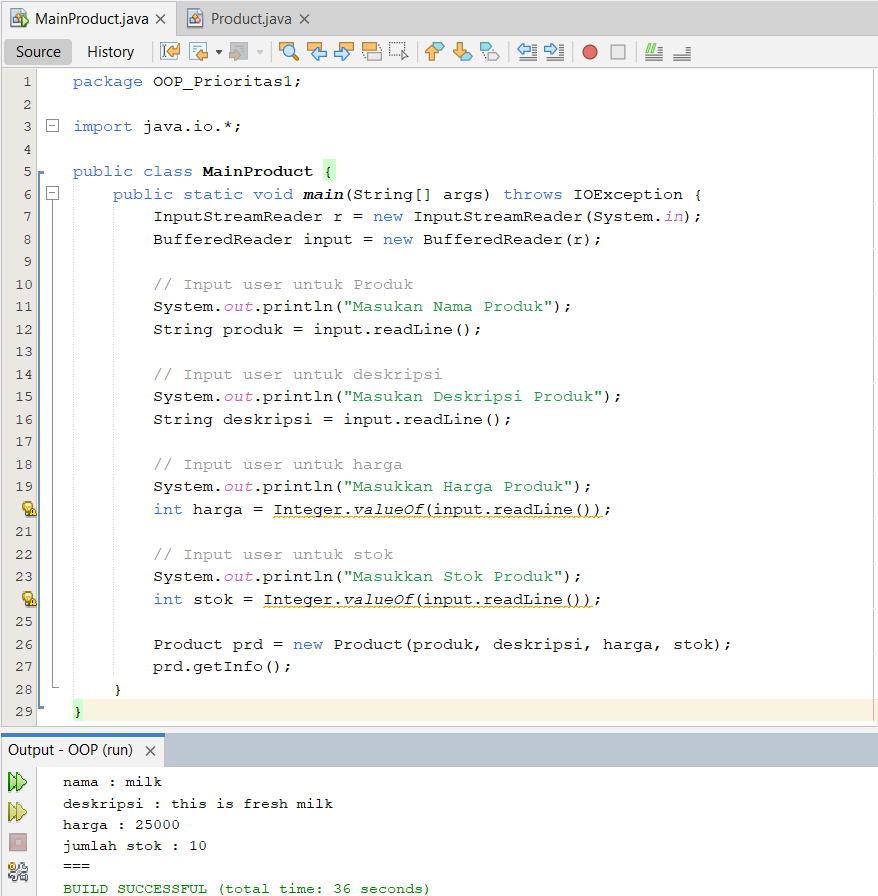 MainProduct.java Product.java
Source History
1 package OOP_Prioritas1;
2
3 import java.io.*;
4
5 public class MainProduct {
6 public static void main(String[] args) throws IOException {
7 InputStreamReader r = new InputStreamReader(System.in);
8 BufferedReader input = new BufferedReader(r);
9
10 // Input user untuk Produk
11 System.out.println("Masukan Nama Produk");
12 String produk = input.readLine();
13
14 // Input user untuk deskripsi
15 System.out.println("Masukan Deskripsi Produk");
16 String deskripsi = input.readLine();
17
18 // Input user untuk harga
19 System.out.println("Masukkan Harga Produk");
int harga = Integer.valueOf(input.readLine());
21
22 // Input user untuk stok
23 System.out.println("Masukkan Stok Produk");
int stok = Integer.valueOf(input.readLine());
25
26 Product prd = new Product(produk, deskripsi, harga, stok);
27 prd.getInfo();
28 }
29 }
Output - OOP (run)
nama : milk
deskripsi : this is fresh milk
harga : 25000
jumlah stok : 10
===
BUILD SUCCESSFUL (total time: 36 seconds)